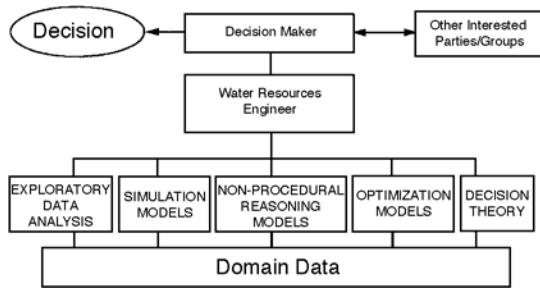 Decision
Decision Maker
Other Interested
Parties/Groups
Water Resources
Engineer
EXPLORATORY
DATA
ANALYSIS
SIMULATION
MODELS
NON-PROCEDURAL
REASONING
MODELS
OPTIMIZATION
MODELS
DECISION
THEORY
Domain Data